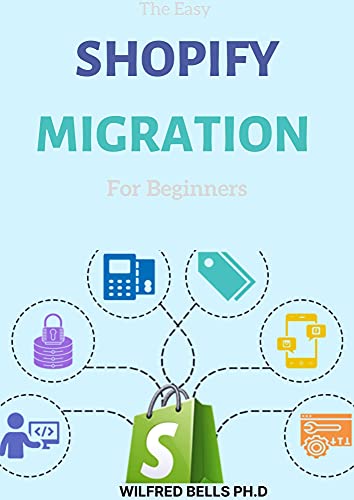 The Easy
SHOPIFY
MIGRATION
For Beginners
S
WILFRED BELLS PH.D